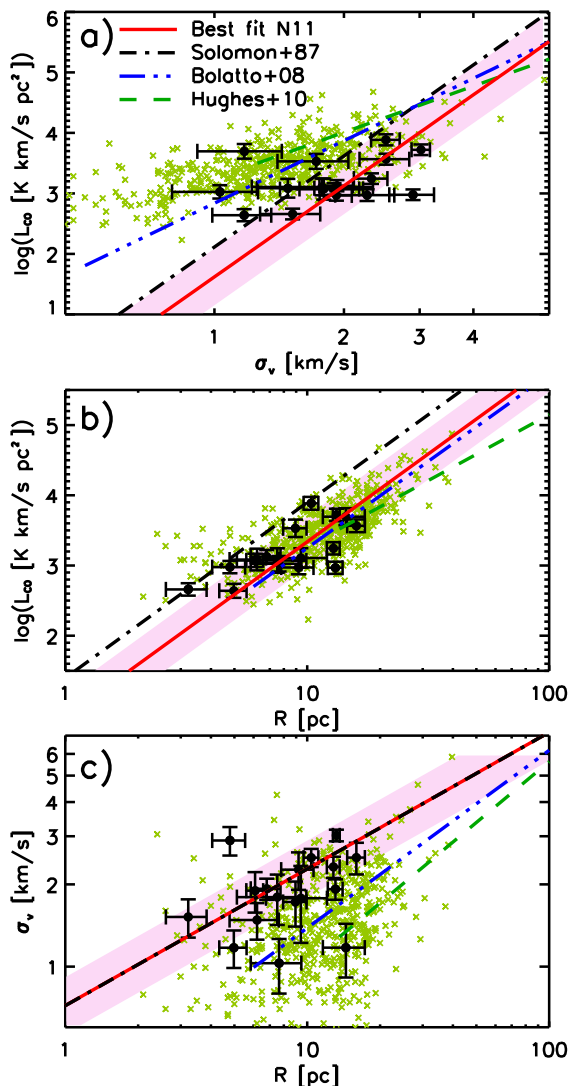 a)
Best fit N11
Solomon+87
Bolatto+08
Hughes+10
6
5
4
3
2
1
log(L_CO [K km/s pc²])
1 2 3 4
σ_v [km/s]
b)
5
4
3
2
log(L_CO [K km/s pc²])
1 10 100
R [pc]
c)
6
5
4
3
2
1
σ_v [km/s]
1 10 100
R [pc]